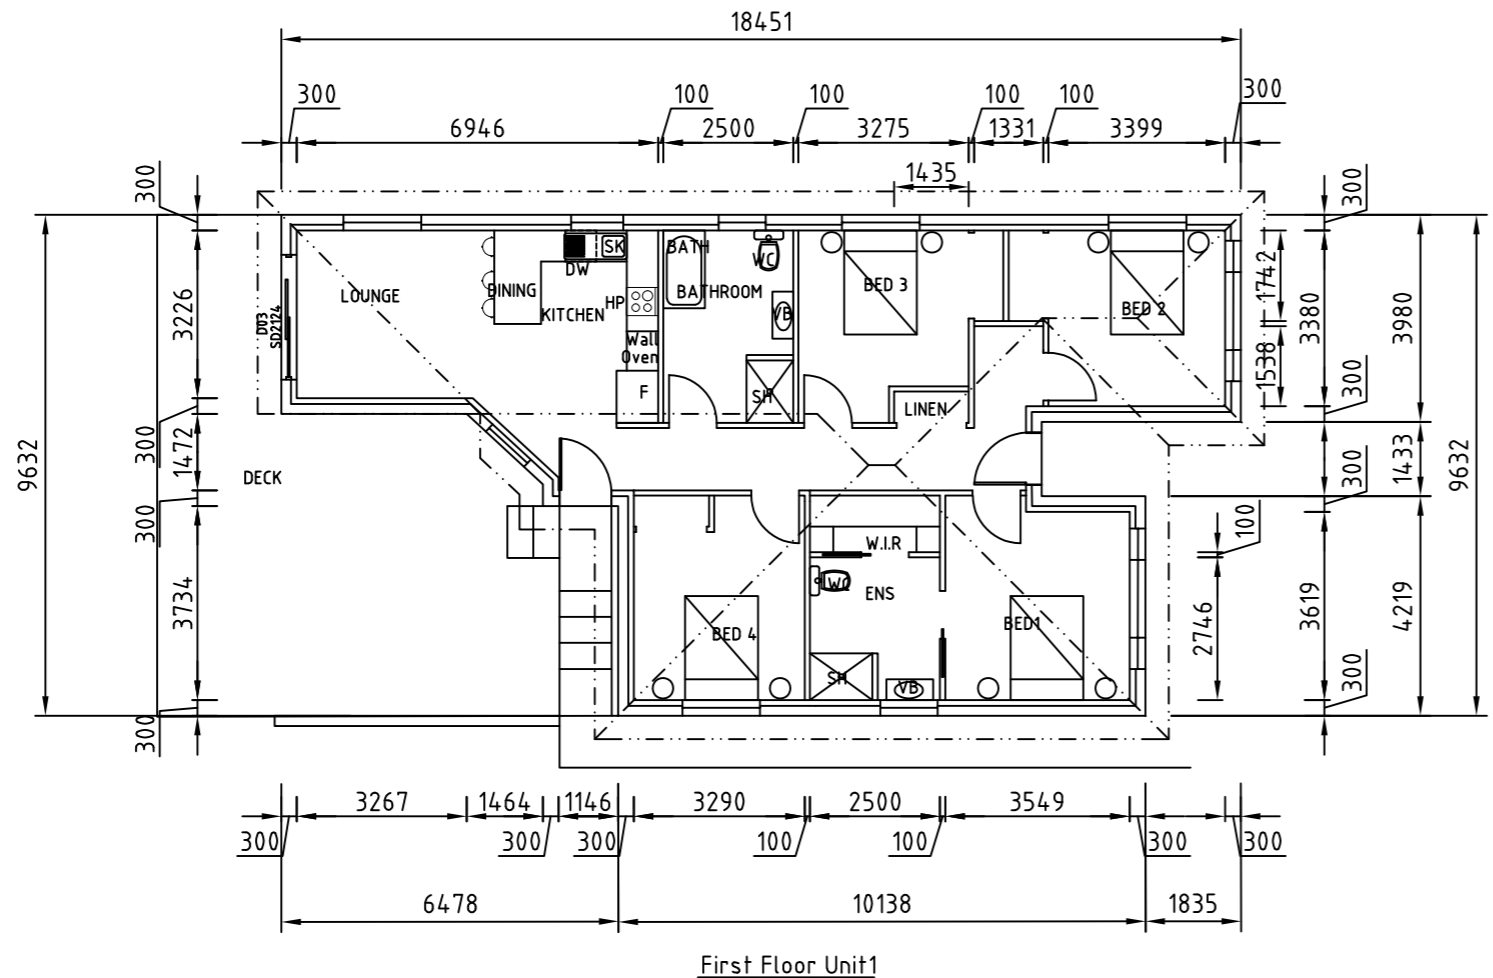 18451
300
100
100
100
100
300
6946
2500
3275
1331
3399
1435
300
300
SK
BATH
WC
DW
LOUNGE
DINING
KITCHEN
HP
BATHROOM
VB
BED 3
BED 2
1742
3380
3980
3226
D03
SD2124
Wall
Oven
F
SH
LINEN
1538
300
9632
300
1472
DECK
300
1433
9632
300
100
W.I.R
WC
ENS
3734
BED 4
BED1
2746
3619
4219
SH
VB
300
300
3267
1464
1146
3290
2500
3549
300
300
300
100
100
300
300
6478
10138
1835
First Floor Unit1